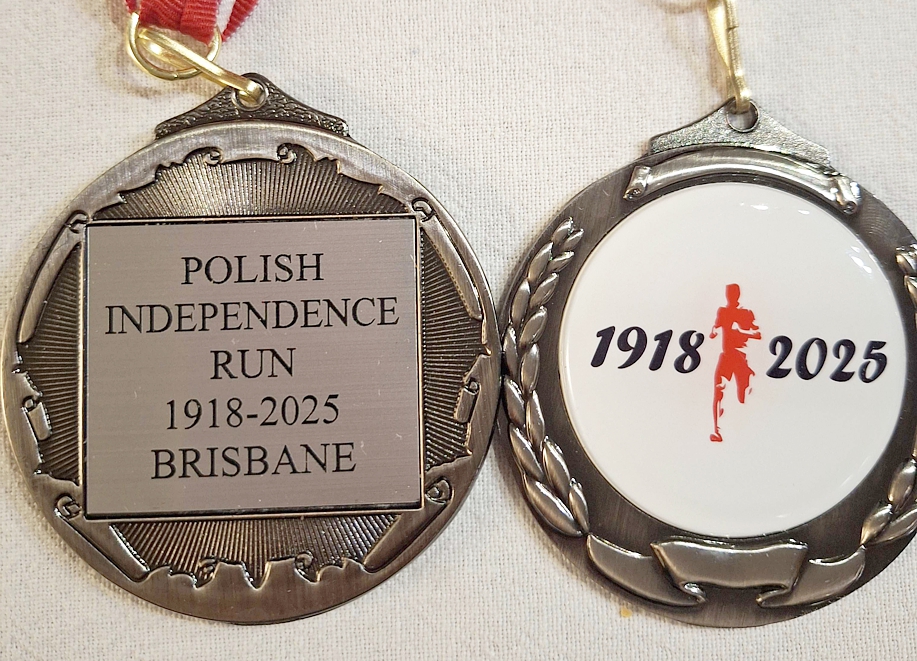 POLISH
INDEPENDENCE
RUN
1918-2025
BRISBANE
1918 2025